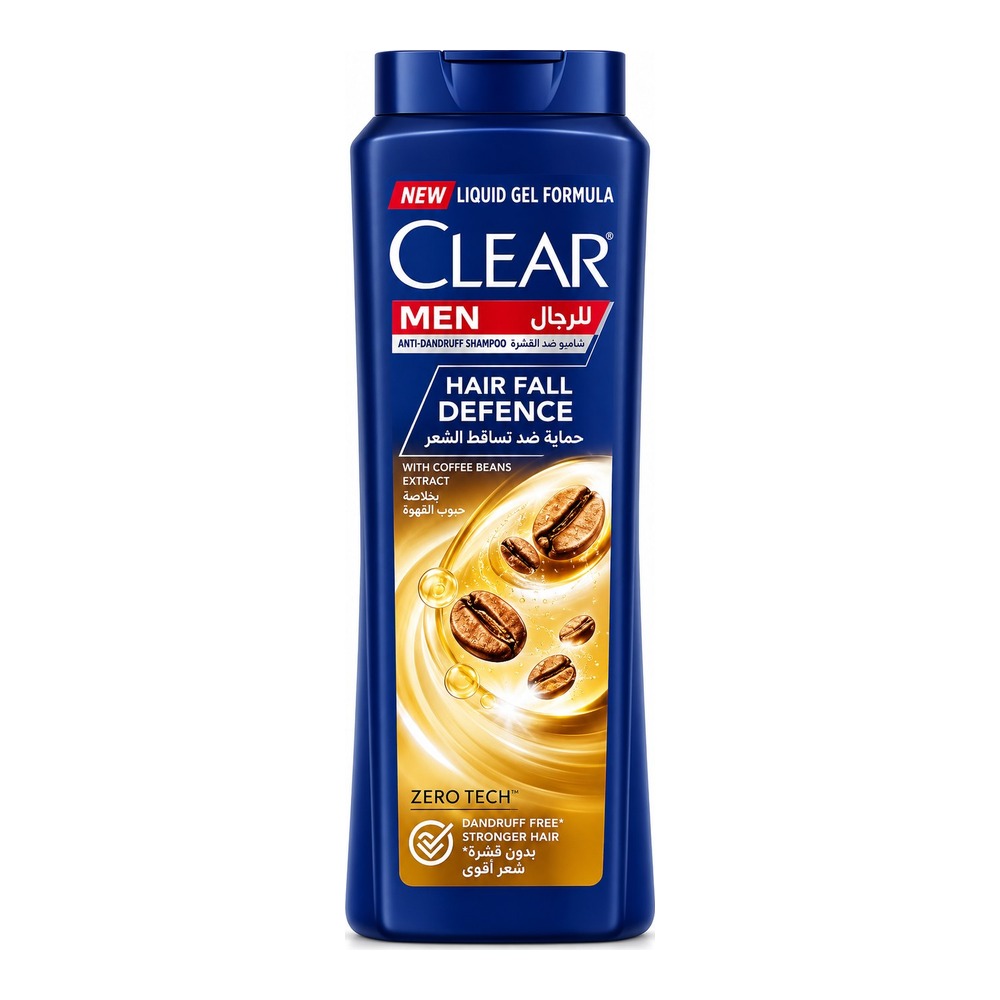 NEW LIQUID GEL FORMULA
CLEAR®
MEN للرجال
ANTI-DANDRUFF SHAMPOO شامبو ضد القشرة
HAIR FALL
DEFENCE
حماية ضد تساقط الشعر
WITH COFFEE BEANS
EXTRACT
بخلاصة
حبوب القهوة
ZERO TECH™
DANDRUFF FREE*
STRONGER HAIR
بدون قشرة*
شعر أقوى